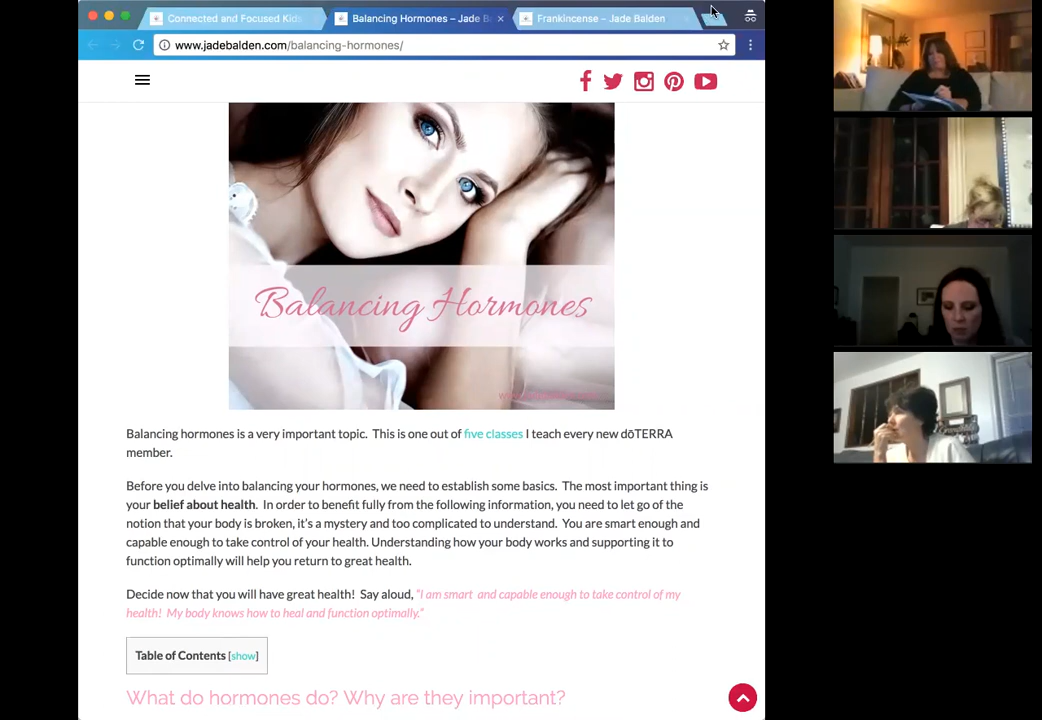 Connected and Focused Kids
Balancing Hormones – Jade B
Frankincense – Jade Balden
www.jadebalden.com/balancing-hormones/
Balancing Hormones
Balancing hormones is a very important topic. This is one out of five classes I teach every new dōTERRA
member.
Before you delve into balancing your hormones, we need to establish some basics. The most important thing is
your belief about health. In order to benefit fully from the following information, you need to let go of the
notion that your body is broken, it's a mystery and too complicated to understand. You are smart enough and
capable enough to take control of your health. Understanding how your body works and supporting it to
function optimally will help you return to great health.
Decide now that you will have great health! Say aloud, "I am smart and capable enough to take control of my
health! My body knows how to heal and function optimally."
Table of Contents [show]
What do hormones do? Why are they important?